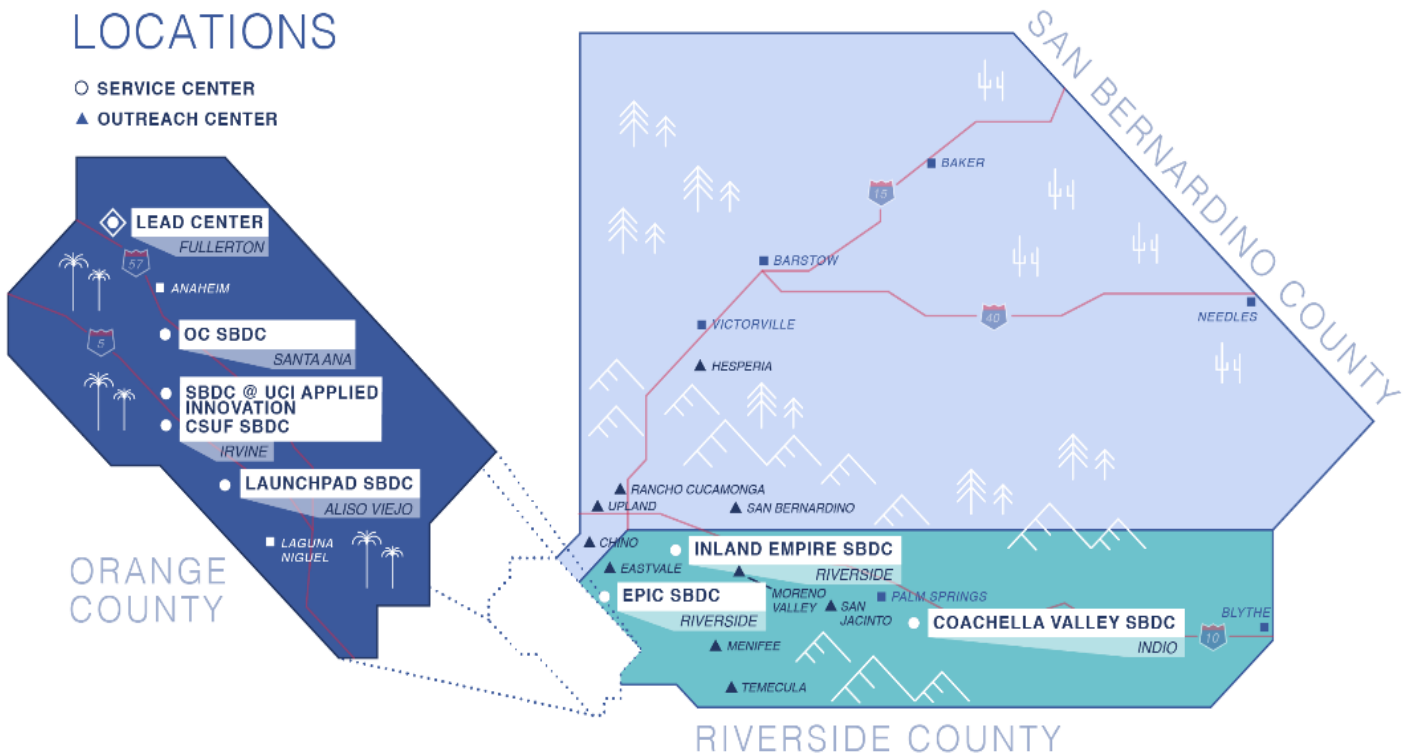 LOCATIONS
SERVICE CENTER
OUTREACH CENTER
LEAD CENTER
FULLERTON
57
ANAHEIM
5
OC SBDC
SANTA ANA
SBDC @ UCI APPLIED
INNOVATION
CSUF SBDC
IRVINE
LAUNCHPAD SBDC
ALISO VIEJO
LAGUNA
NIGUEL
ORANGE
COUNTY
SAN BERNARDINO COUNTY
BAKER
15
BARSTOW
40
NEEDLES
VICTORVILLE
HESPERIA
RANCHO CUCAMONGA
UPLAND
SAN BERNARDINO
CHINO
INLAND EMPIRE SBDC
RIVERSIDE
EASTVALE
EPIC SBDC
RIVERSIDE
MORENO
VALLEY
SAN
JACINTO
PALM SPRINGS
COACHELLA VALLEY SBDC
INDIO
BLYTHE
10
MENIFEE
TEMECULA
RIVERSIDE COUNTY